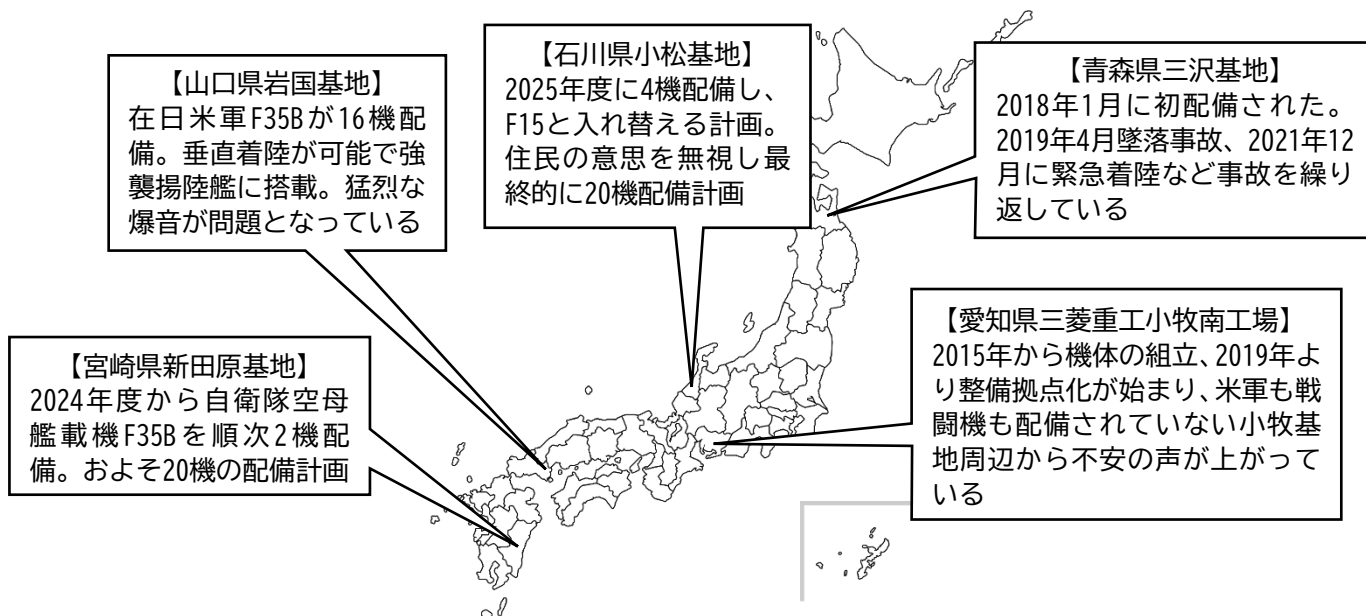 【山口県岩国基地】
在日米軍F35Bが16機配
備。垂直着陸が可能で強
襲揚陸艦に搭載。猛烈な
爆音が問題となっている
【石川県小松基地】
2025年度に4機配備し、
F15と入れ替える計画。
住民の意思を無視し最
終的に20機配備計画
【青森県三沢基地】
2018年1月に初配備された。
2019年4月墜落事故、2021年12
月に緊急着陸など事故を繰り
返している
【宮崎県新田原基地】
2024年度から自衛隊空母
艦載機F35Bを順次2機配
備。およそ20機の配備計画
【愛知県三菱重工小牧南工場】
2015年から機体の組立、2019年よ
り整備拠点化が始まり、米軍も戦
闘機も配備されていない小牧基
地周辺から不安の声が上がって
いる